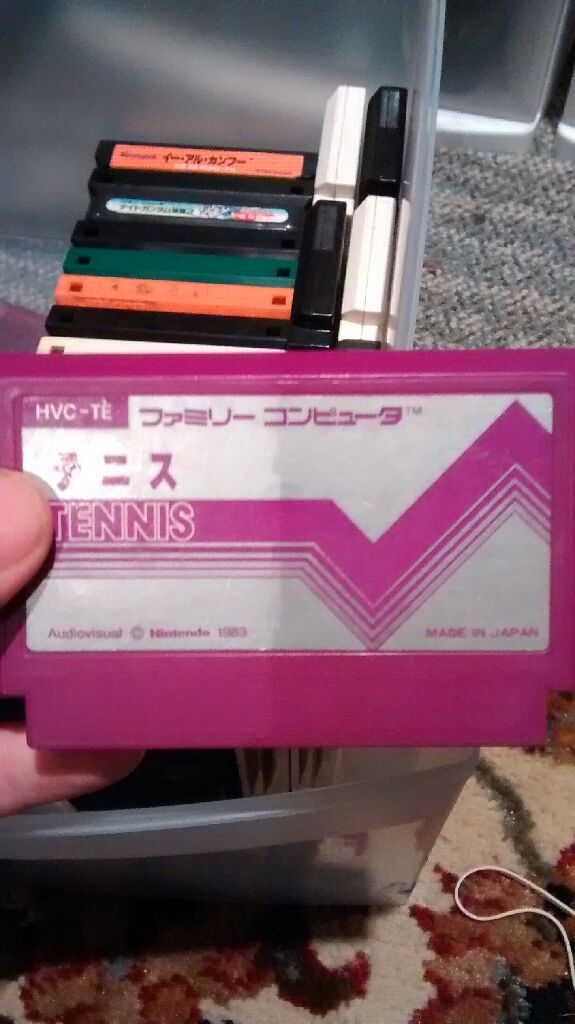 イー・アル・カンフー
HVC-TE ファミリー コンピュータ™
テニス
TENNIS
Audiovisual © Nintendo 1983
MADE IN JAPAN